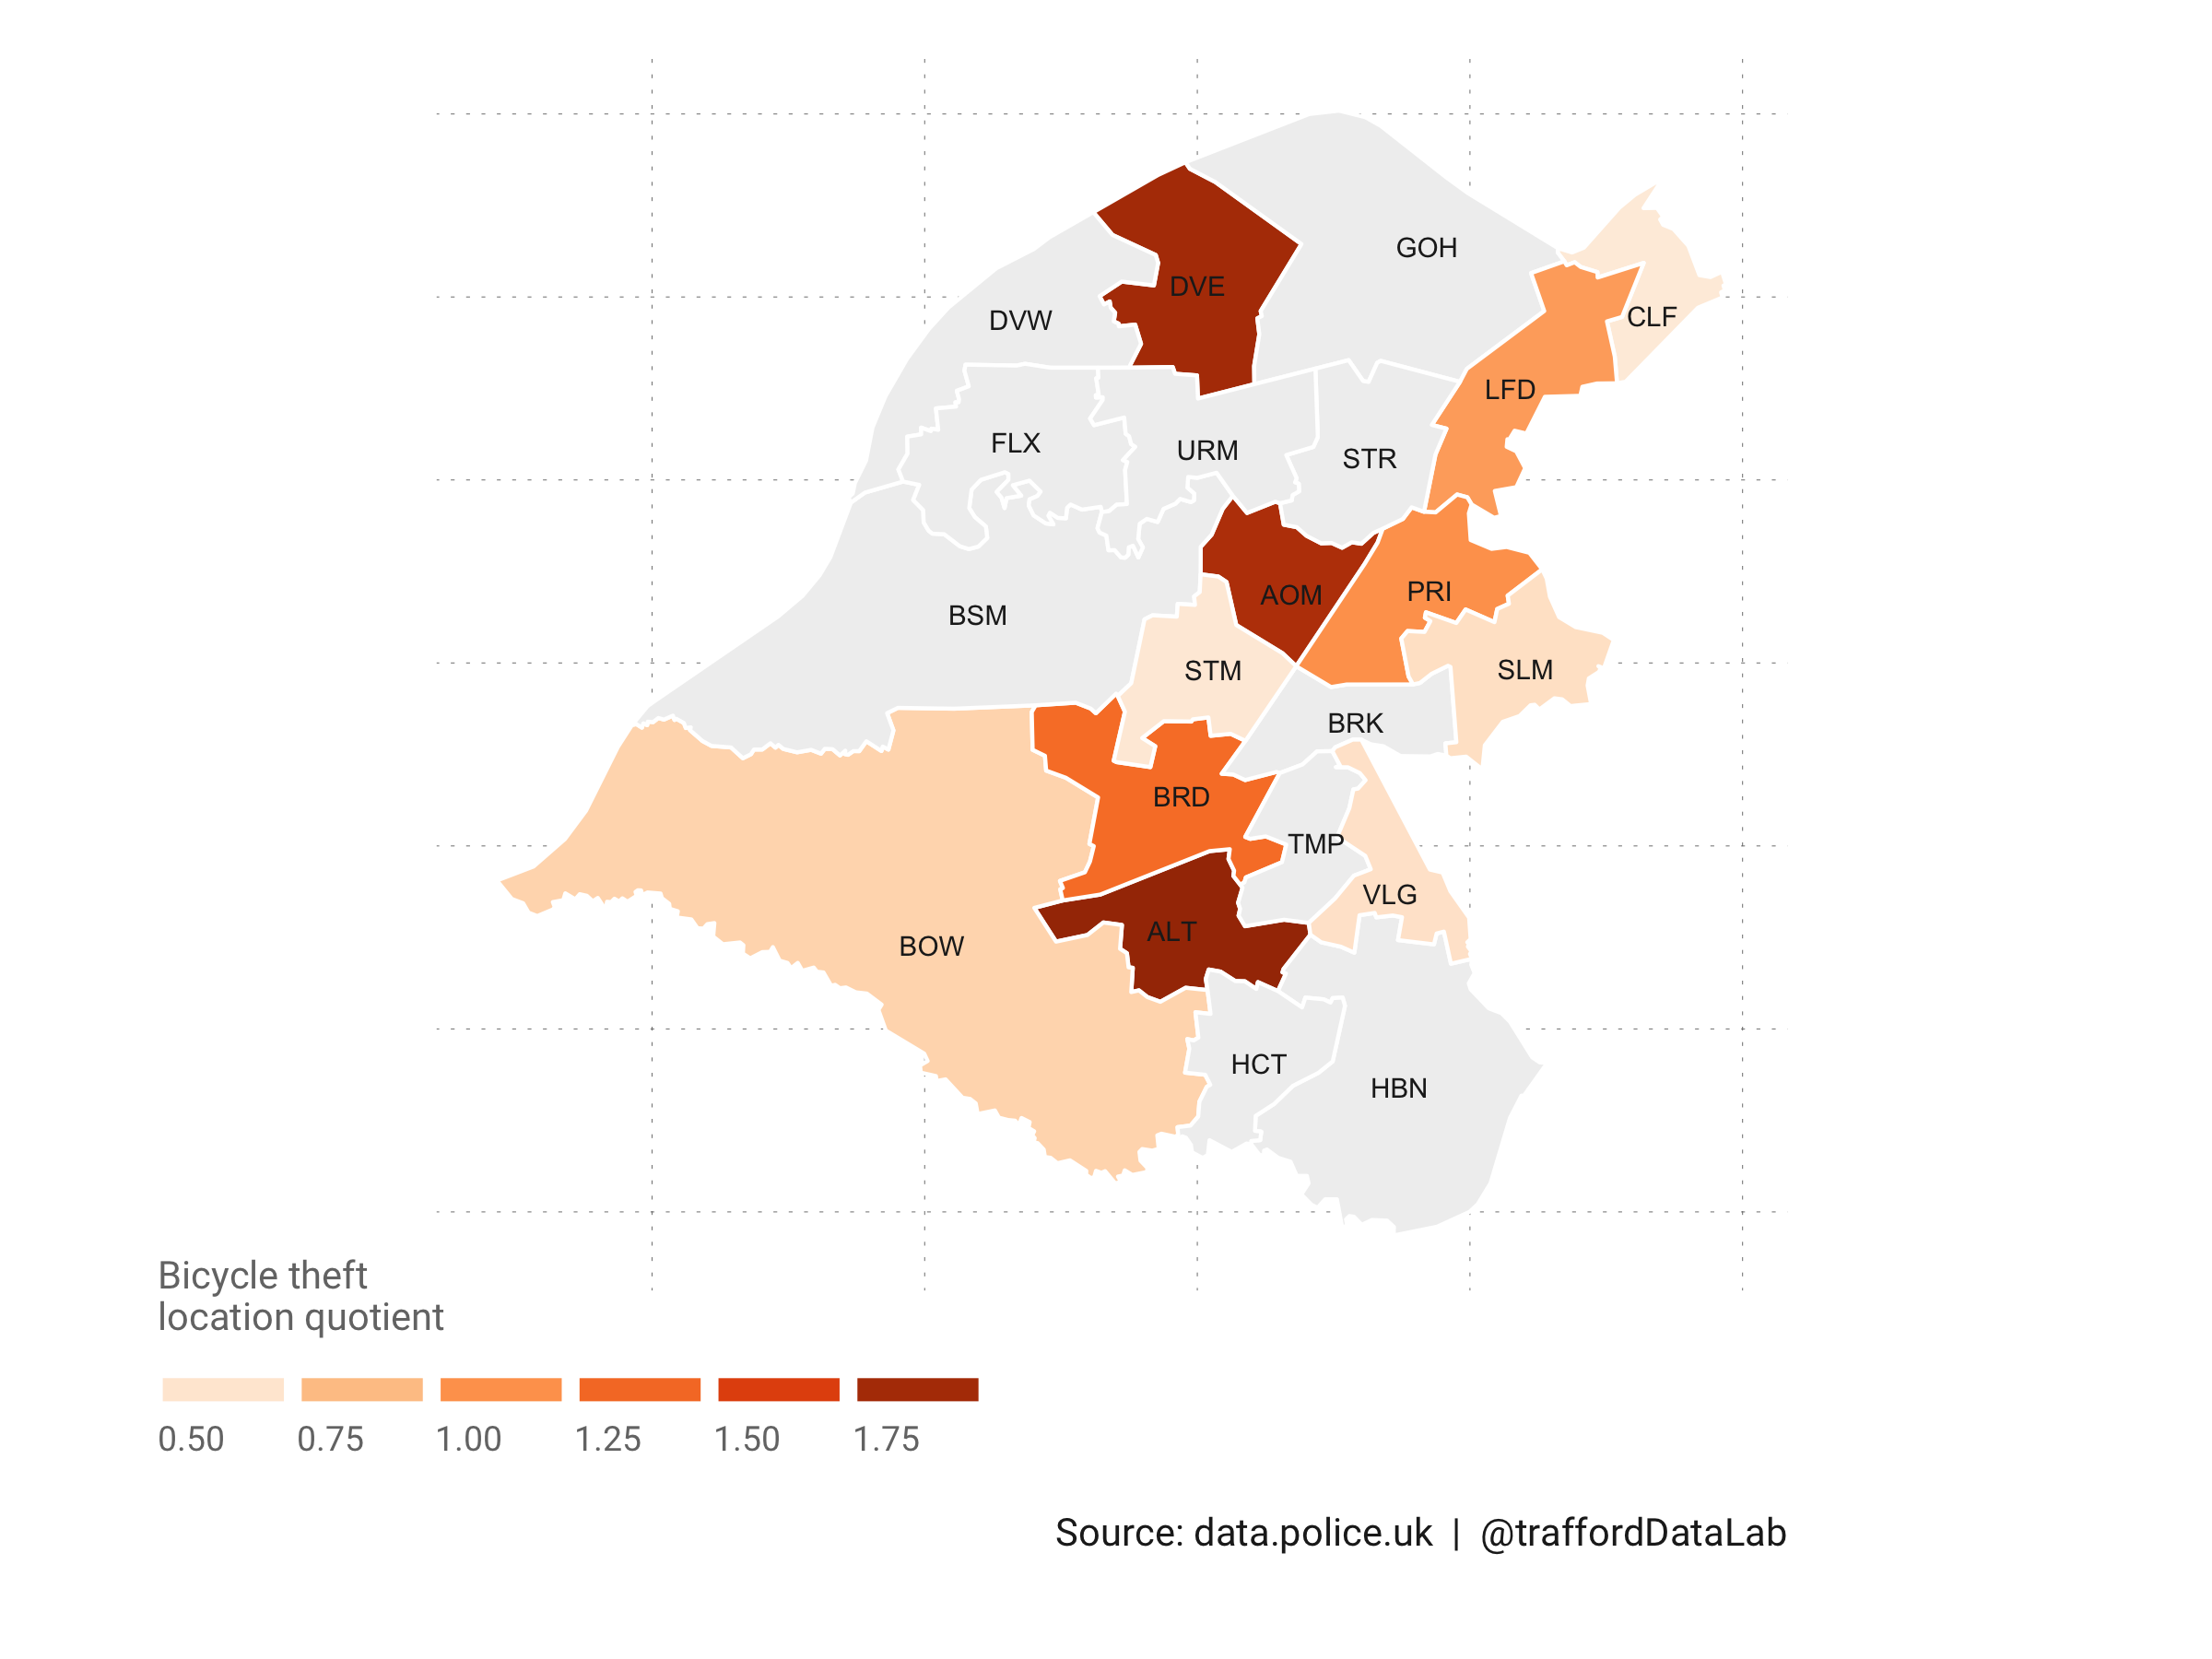 GOH
DVE
CLF
DVW
LFD
FLX
URM
STR
PRI
AOM
BSM
SLM
STM
BRK
BRD
TMP
VLG
ALT
BOW
HCT
HBN
Bicycle theft
location quotient
0.50 0.75 1.00 1.25 1.50 1.75
Source: data.police.uk | @traffordDataLab